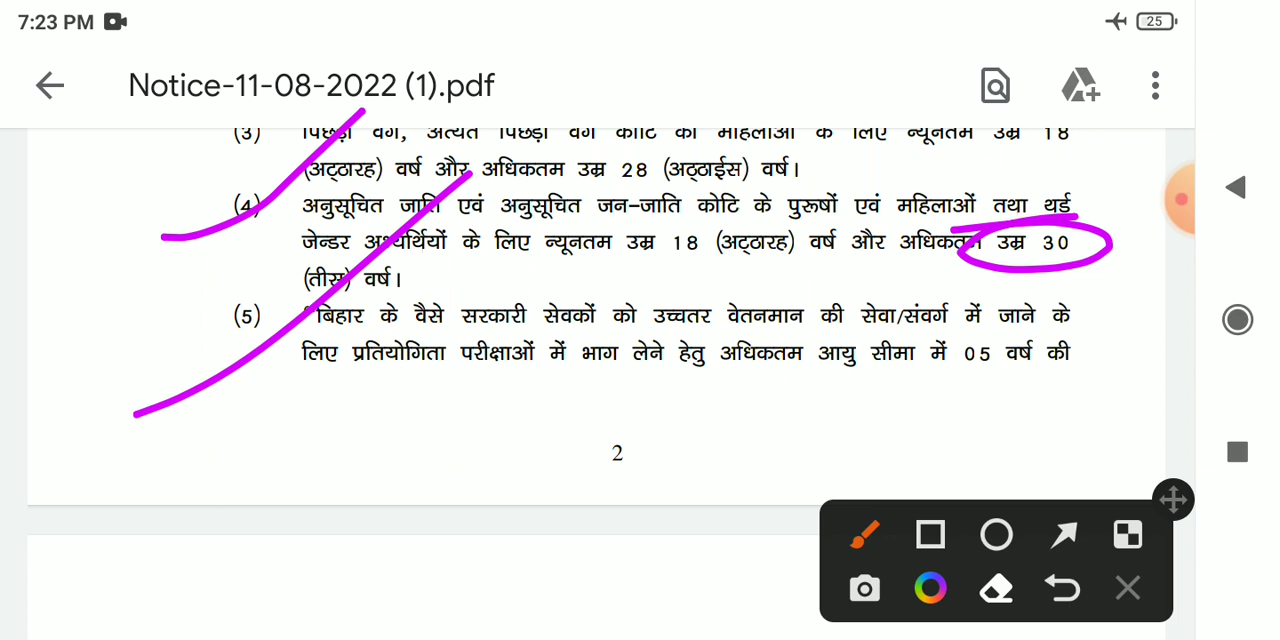 7:23 PM
25
Notice-11-08-2022 (1).pdf
(3) पिछड़ा वर्ग, अत्यंत पिछड़ा वर्ग कोटि की महिलाओं के लिए न्यूनतम उम्र 18
(अट्ठारह) वर्ष और अधिकतम उम्र 28 (अठ्ठाईस) वर्ष।
(4) अनुसूचित जाति एवं अनुसूचित जन-जाति कोटि के पुरूषों एवं महिलाओं तथा थर्ड
जेन्डर अभ्यर्थियों के लिए न्यूनतम उम्र 18 (अट्ठारह) वर्ष और अधिकतम उम्र 30
(तीस) वर्ष।
(5) बिहार के वैसे सरकारी सेवकों को उच्चतर वेतनमान की सेवा/संवर्ग में जाने के
लिए प्रतियोगिता परीक्षाओं में भाग लेने हेतु अधिकतम आयु सीमा में 05 वर्ष की
2